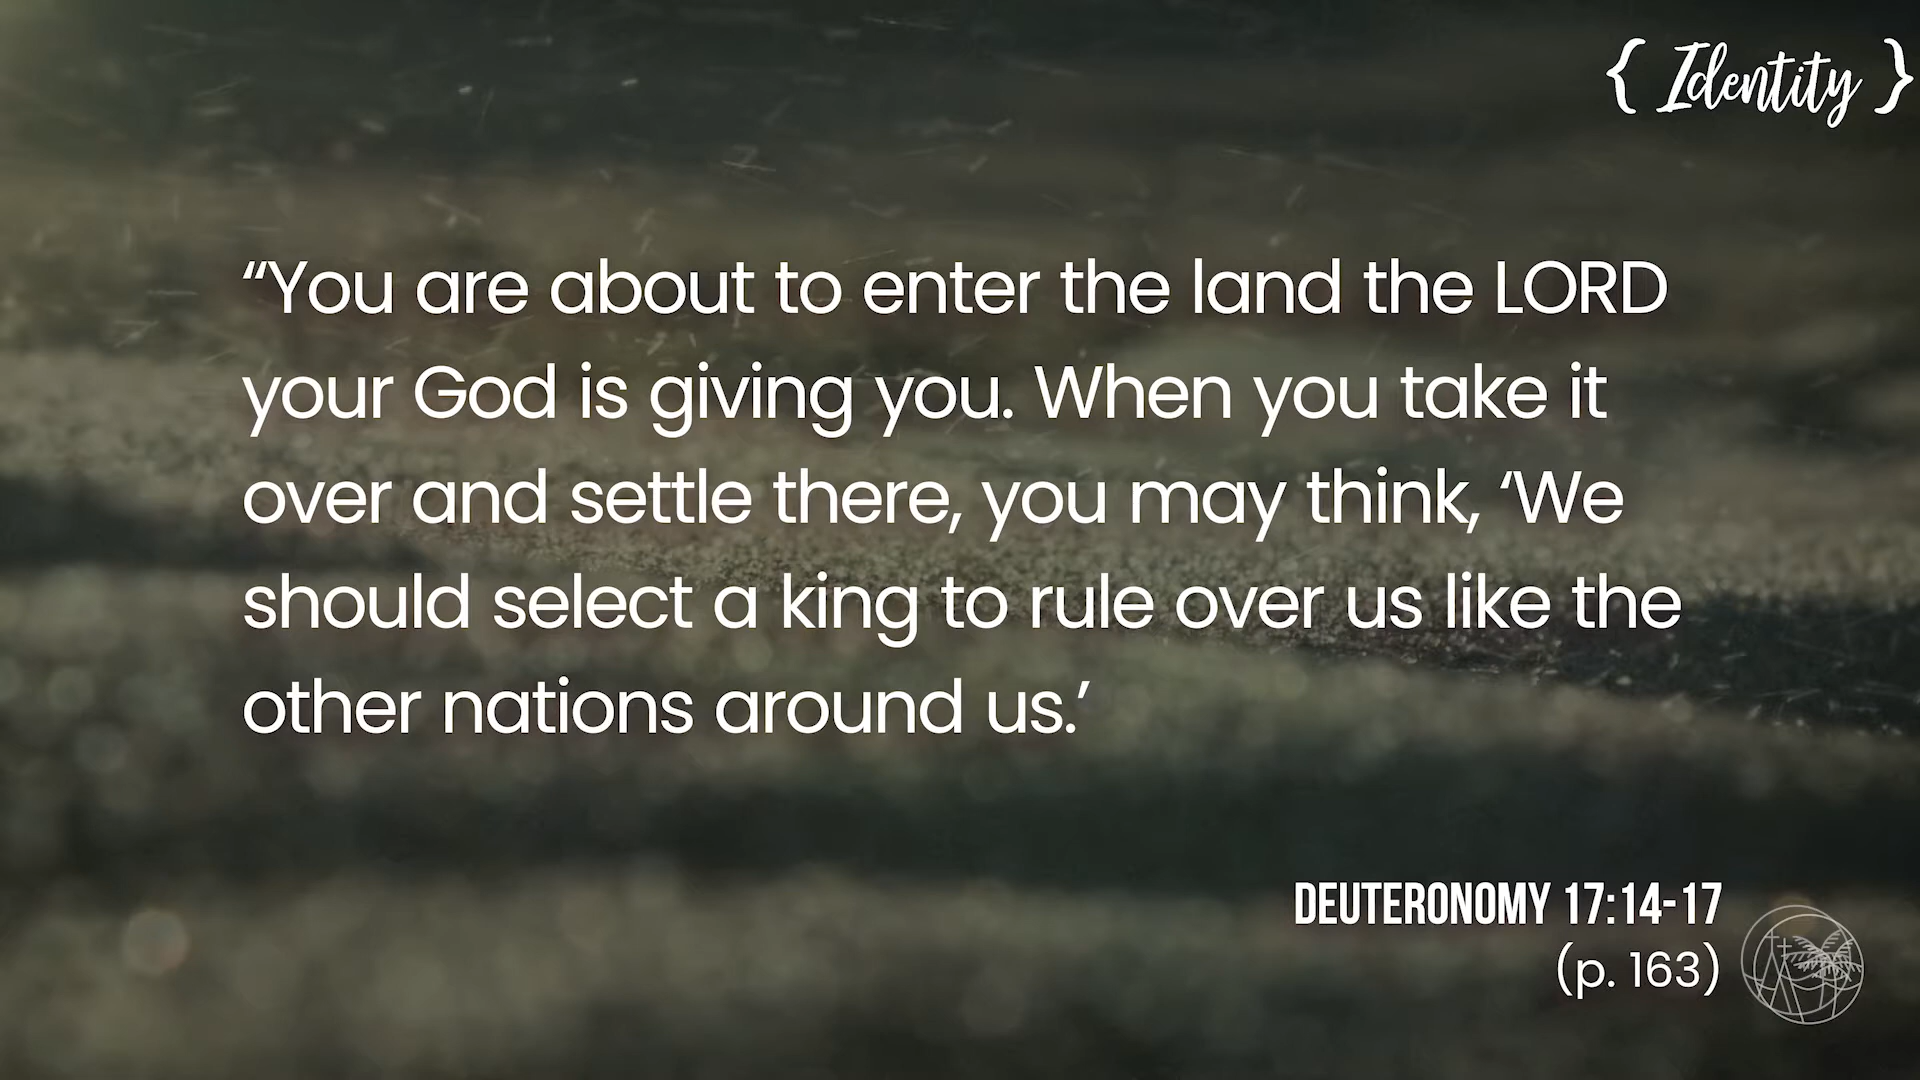 { Identity }
“You are about to enter the land the LORD
your God is giving you. When you take it
over and settle there, you may think, ‘We
should select a king to rule over us like the
other nations around us.’
DEUTERONOMY 17:14-17
(p. 163)